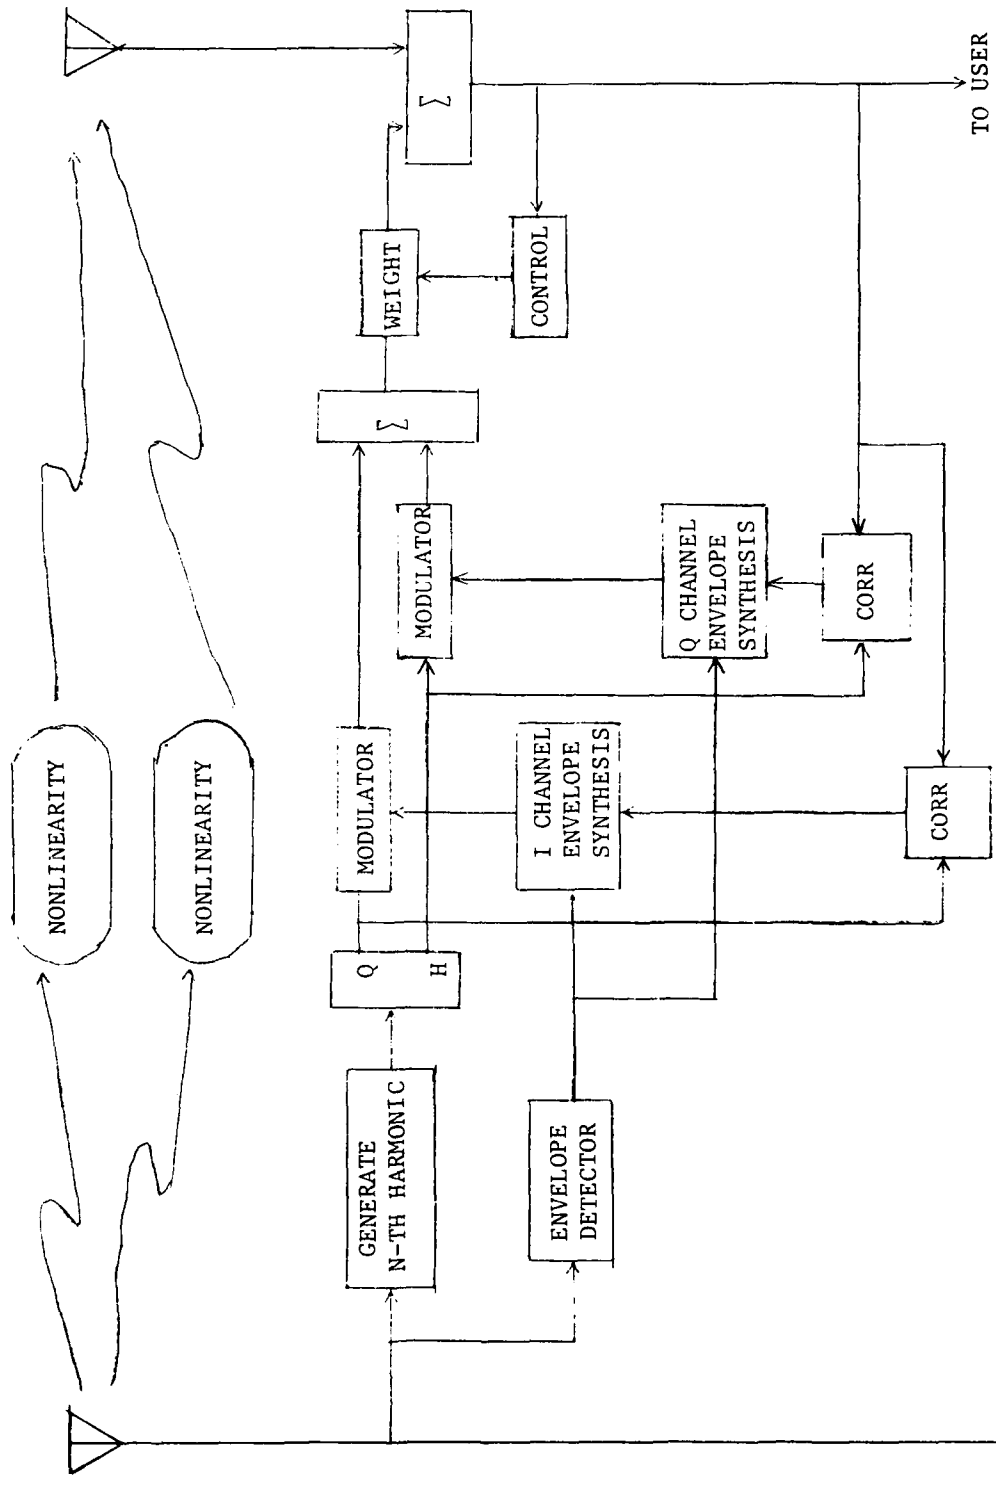 NONLINEARITY
NONLINEARITY
GENERATE
N-TH HARMONIC
Q
H
MODULATOR
MODULATOR
Σ
WEIGHT
Σ
ENVELOPE
DETECTOR
I CHANNEL
ENVELOPE
SYNTHESIS
Q CHANNEL
ENVELOPE
SYNTHESIS
CONTROL
CORR
CORR
TO USER